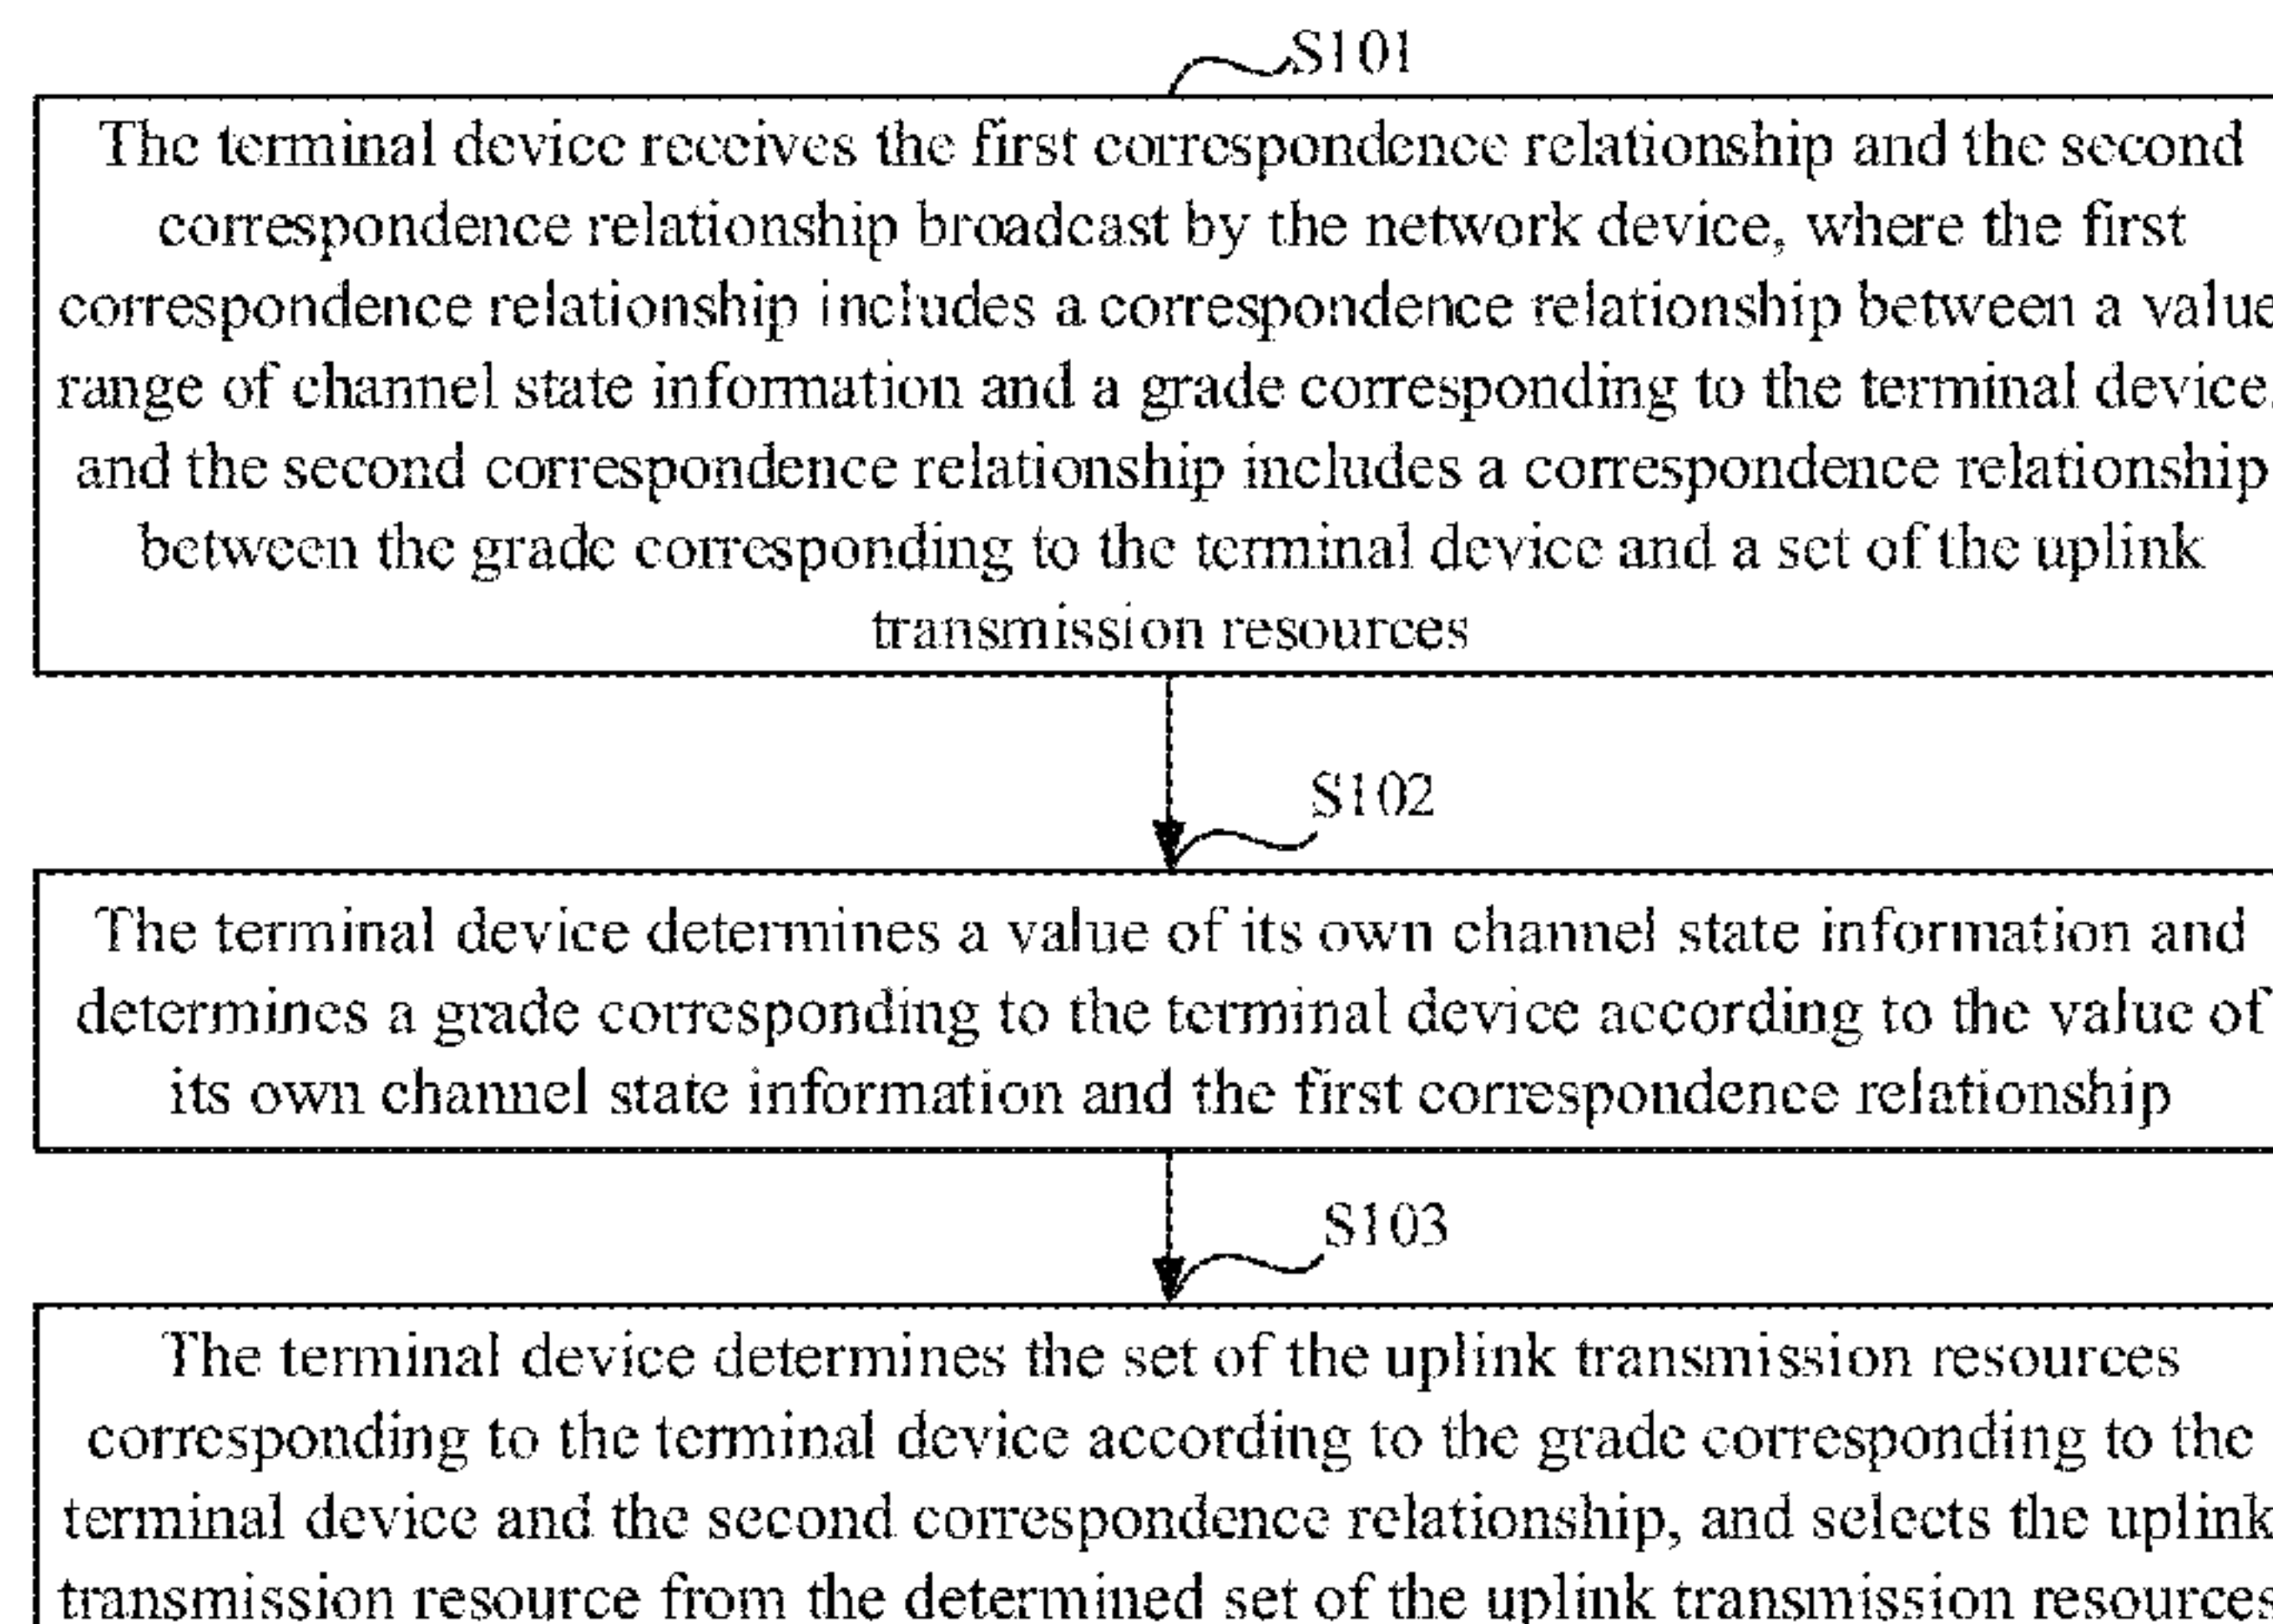 S101
The terminal device receives the first correspondence relationship and the second
correspondence relationship broadcast by the network device, where the first
correspondence relationship includes a correspondence relationship between a value
range of channel state information and a grade corresponding to the terminal device,
and the second correspondence relationship includes a correspondence relationship
between the grade corresponding to the terminal device and a set of the uplink
transmission resources
S102
The terminal device determines a value of its own channel state information and
determines a grade corresponding to the terminal device according to the value of
its own channel state information and the first correspondence relationship
S103
The terminal device determines the set of the uplink transmission resources
corresponding to the terminal device according to the grade corresponding to the
terminal device and the second correspondence relationship, and selects the uplink
transmission resource from the determined set of the uplink transmission resources